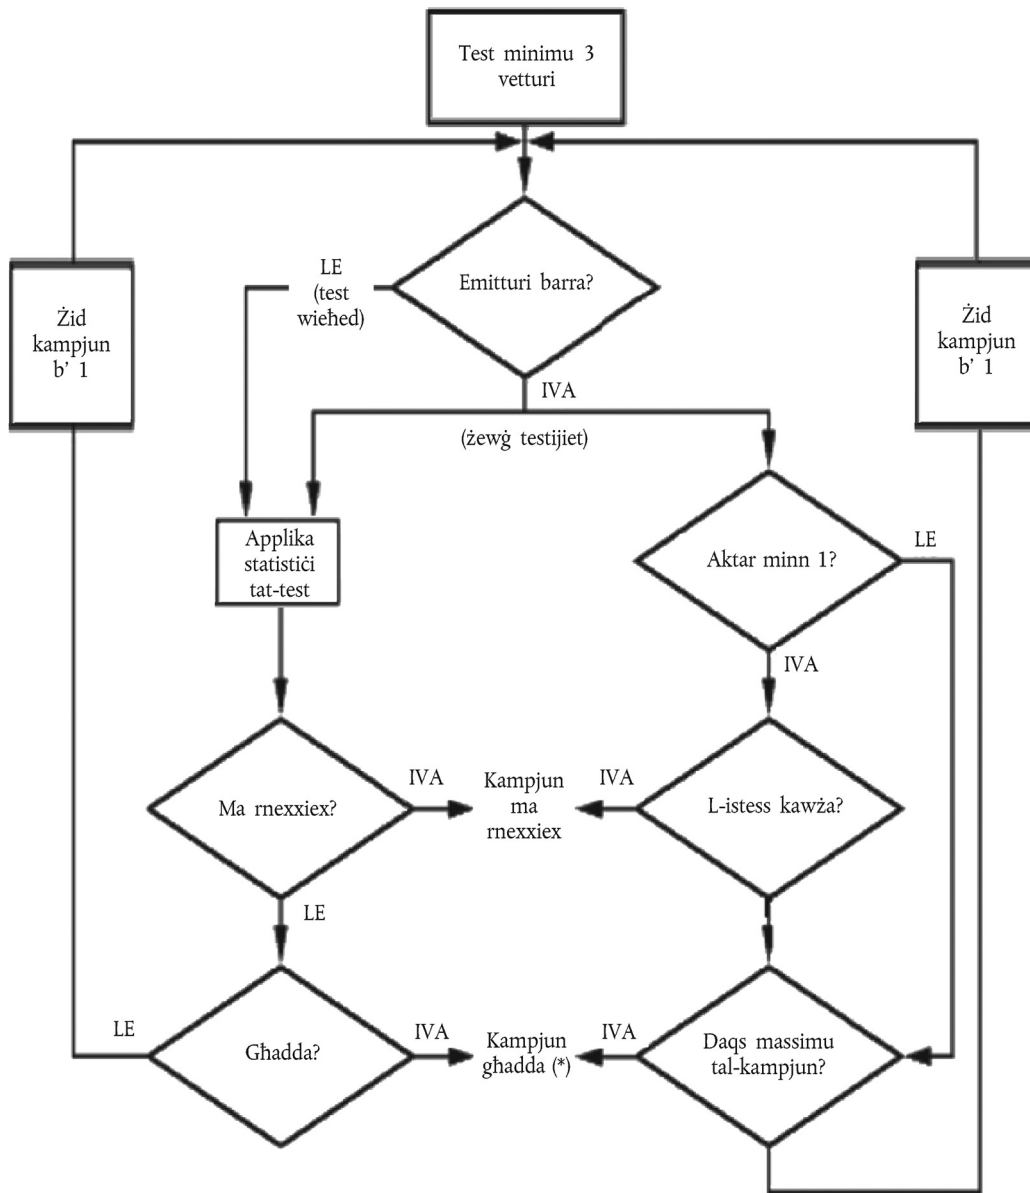 Test minimu 3
vetturi
LE
(test
wieħed)
Emitturi barra?
Żid
kampjun
b' 1
Żid
kampjun
b' 1
IVA
(żewġ testijiet)
Applika
statistiċi
tat-test
Aktar minn 1?
LE
IVA
Ma rnexxiex?
IVA
Kampjun
ma
rnexxiex
IVA
L-istess kawża?
LE
LE
Għadda?
IVA
Kampjun
għadda (*)
IVA
Daqs massimu
tal-kampjun?